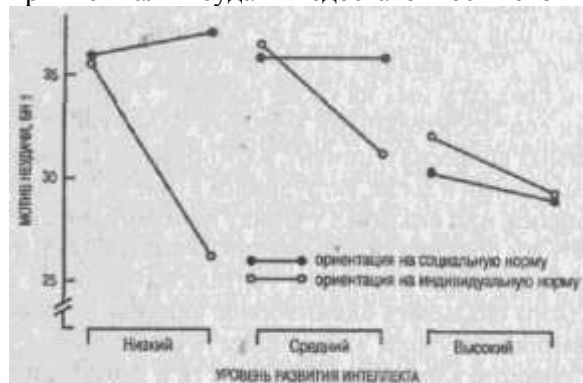 МОТИВ НЕУДАЧИ, БН 1
35
30
25
ориентация на социальную норму
ориентация на индивидуальную норму
Низкий
Средний
Высокий
УРОВЕНЬ РАЗВИТИЯ ИНТЕЛЛЕКТА